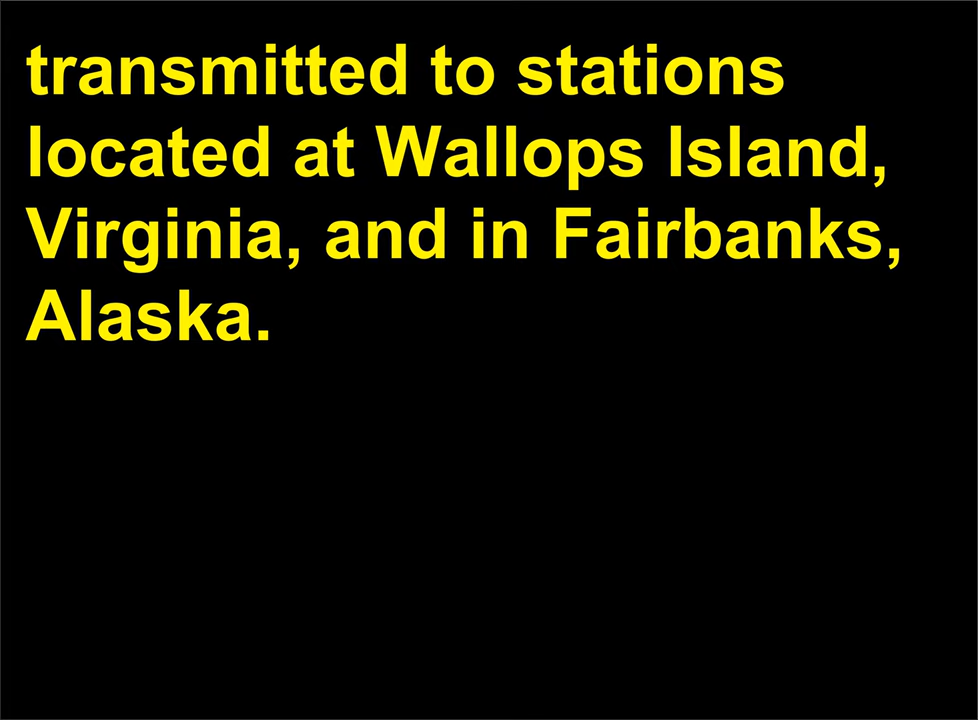 transmitted to stations
located at Wallops Island,
Virginia, and in Fairbanks,
Alaska.